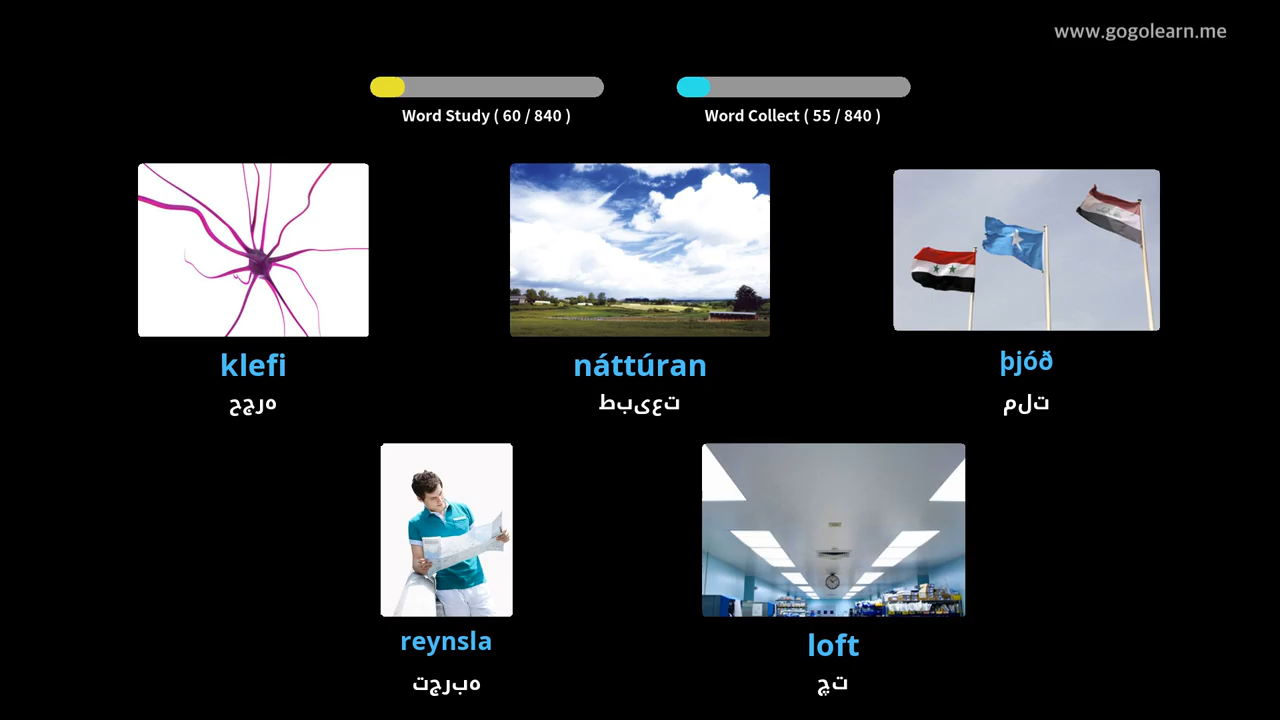 www.gogolearn.me
Word Study ( 60 / 840 )
Word Collect ( 55 / 840 )
klefi
حجره
náttúran
طبیعت
þjóð
ملت
reynsla
تجربه
loft
چت